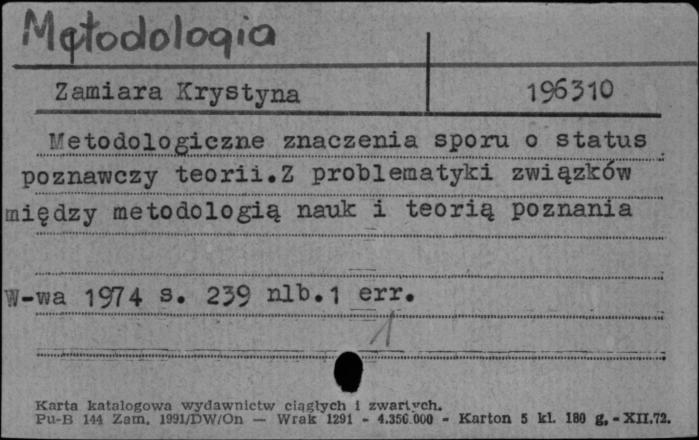 Metodologia
Zamiara Krystyna 196310
Metodologiczne znaczenia sporu o status
poznawczy teorii.Z problematyki związków
między metodologią nauk i teorią poznania
W-wa 1974 s. 239 nlb.1 err.
1
Karta katalogowa wydawnictw ciągłych i zwartych.
Pu-B 144 Zam. 1991/DW/On — Wrak 1291 - 4.356.000 - Karton 5 kl. 180 g. - XII.72.